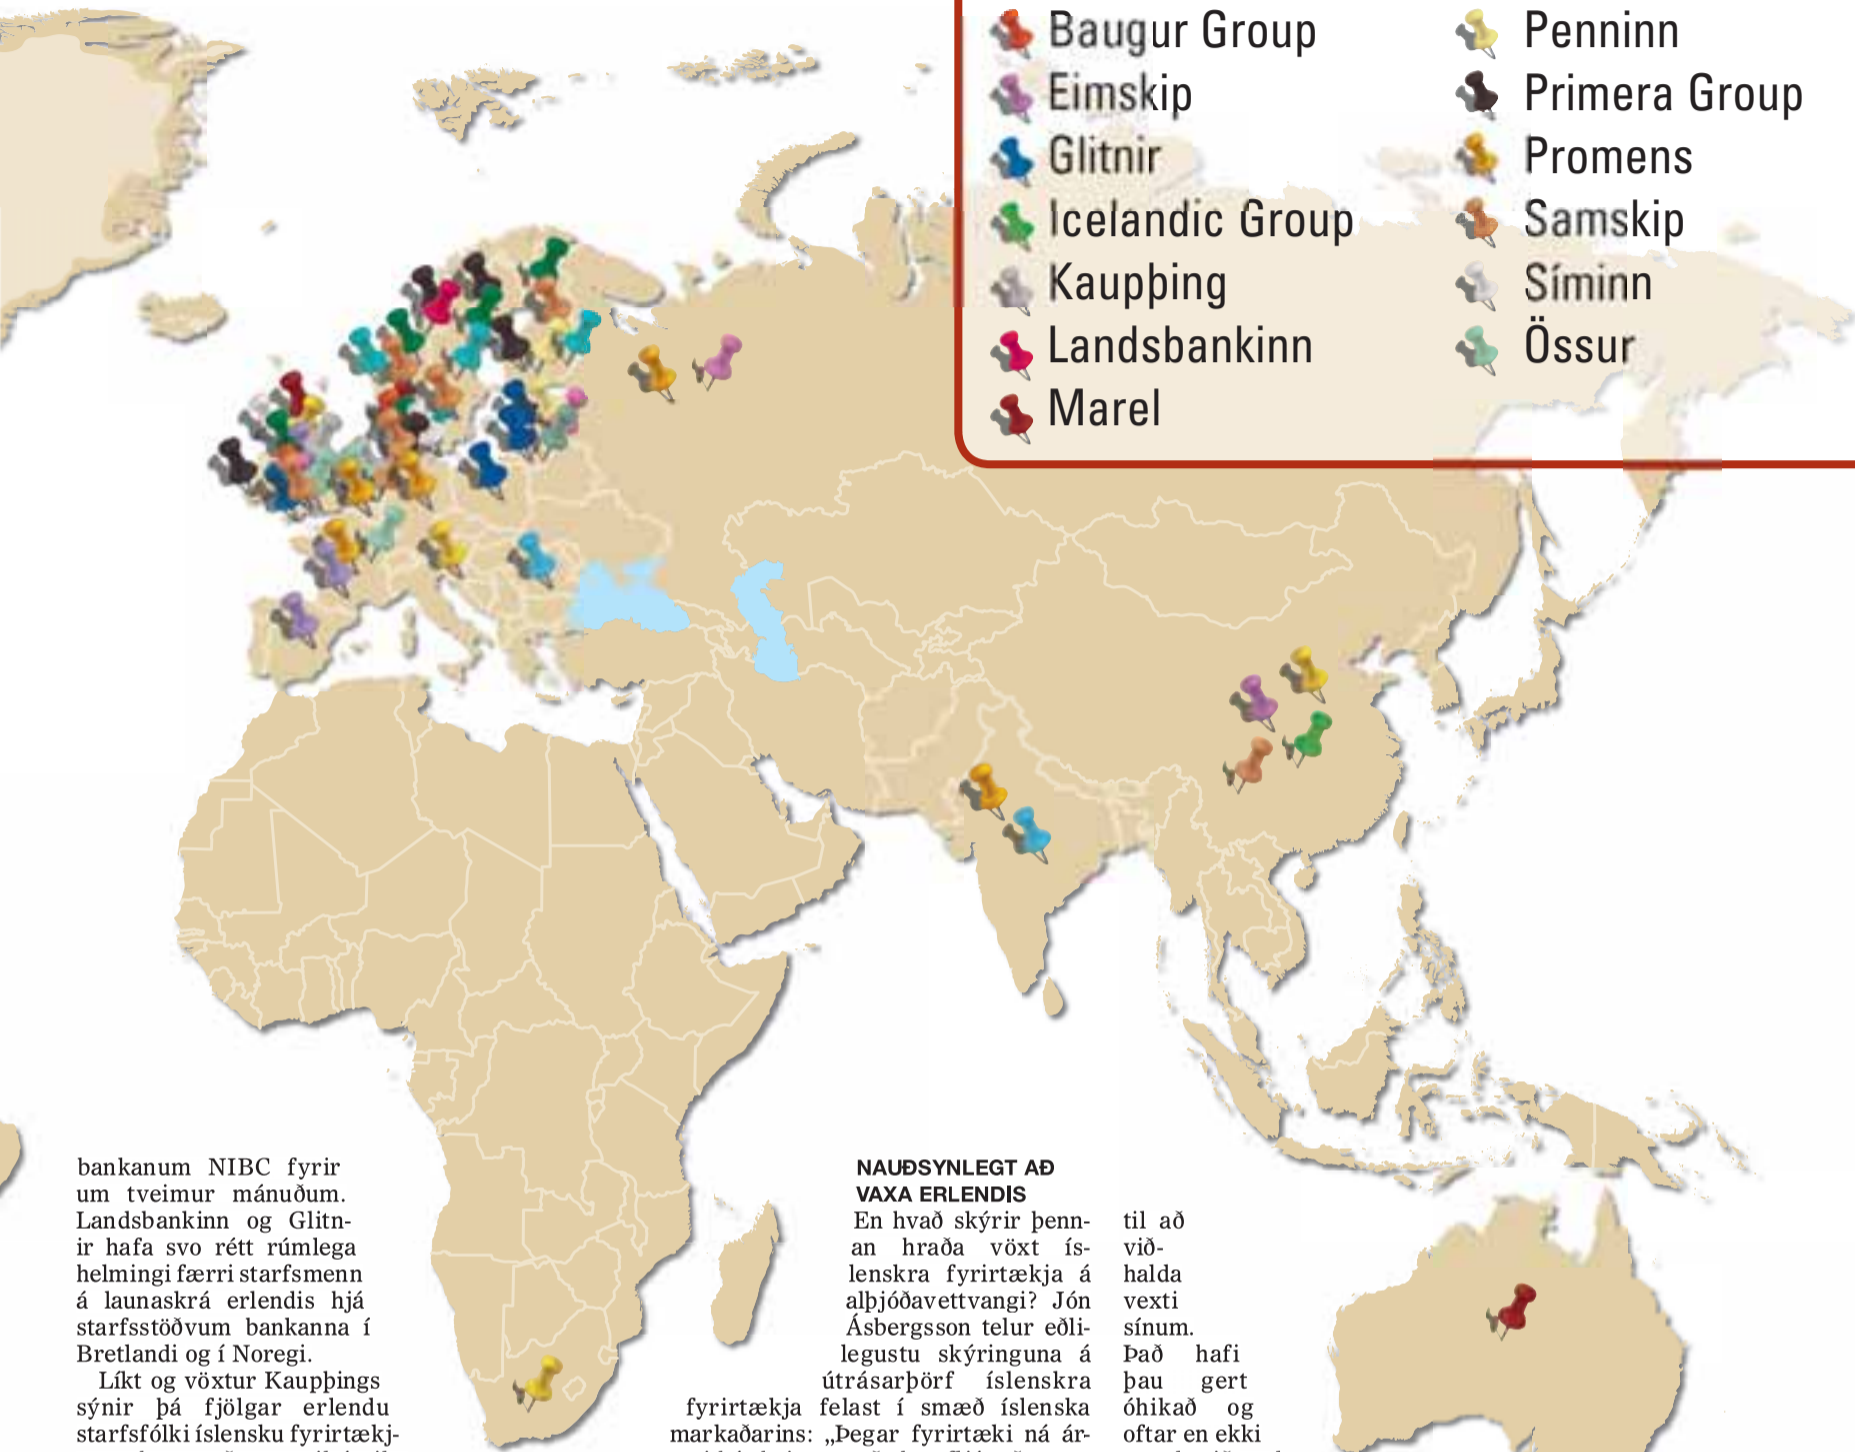 Baugur Group
Eimskip
Glitnir
Icelandic Group
Kaupþing
Landsbankinn
Marel
Penninn
Primera Group
Promens
Samskip
Síminn
Össur
bankanum NIBC fyrir
um tveimur mánuðum.
Landsbankinn og Glitn-
ir hafa svo rétt rúmlega
helmingi færri starfsmenn
á launaskrá erlendis hjá
starfsstöðvum bankanna í
Bretlandi og í Noregi.
Líkt og vöxtur Kaupþings
sýnir þá fjölgar erlendu
starfsfólki íslensku fyrirtækj-
NAUÐSYNLEGT AÐ
VAXA ERLENDIS
En hvað skýrir þenn-
an hraða vöxt ís-
lenskra fyrirtækja á
alþjóðavettvangi? Jón
Ásbergsson telur eðli-
legustu skýringuna á
útrásarþörf íslenskra
fyrirtækja felast í smæð íslenska
markaðarins: „Þegar fyrirtæki ná ár-
til að
við-
halda
vexti
sínum.
Það hafi
þau gert
óhikað og
oftar en ekki